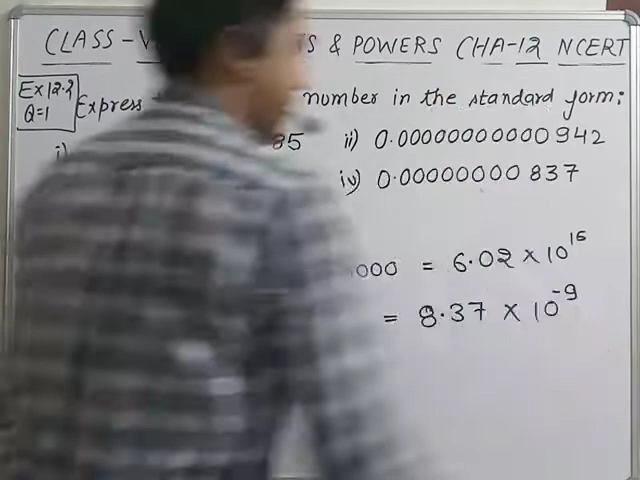 CLASS-V TS & POWERS CHA-12 NCERT
Ex 12.2
Q=1
Express number in the standard form:
i) 85 ii) 0.00000000000942
iv) 0.00000000837
000 = 6.02 × 10¹⁵
= 8.37 × 10⁻⁹